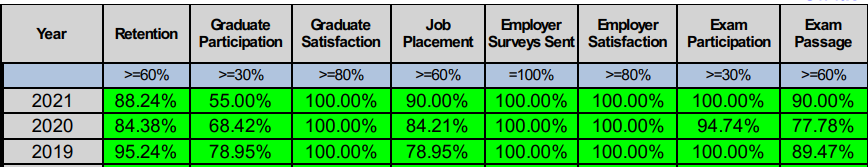 Year Retention Graduate Participation Graduate Satisfaction Job Placement Employer Surveys Sent Employer Satisfaction Exam Participation Exam Passage
>=60% >=30% >=80% >=60% =100% >=80% >=30% >=60%
2021 88.24% 55.00% 100.00% 90.00% 100.00% 100.00% 100.00% 90.00%
2020 84.38% 68.42% 100.00% 84.21% 100.00% 100.00% 94.74% 77.78%
2019 95.24% 78.95% 100.00% 78.95% 100.00% 100.00% 100.00% 89.47%